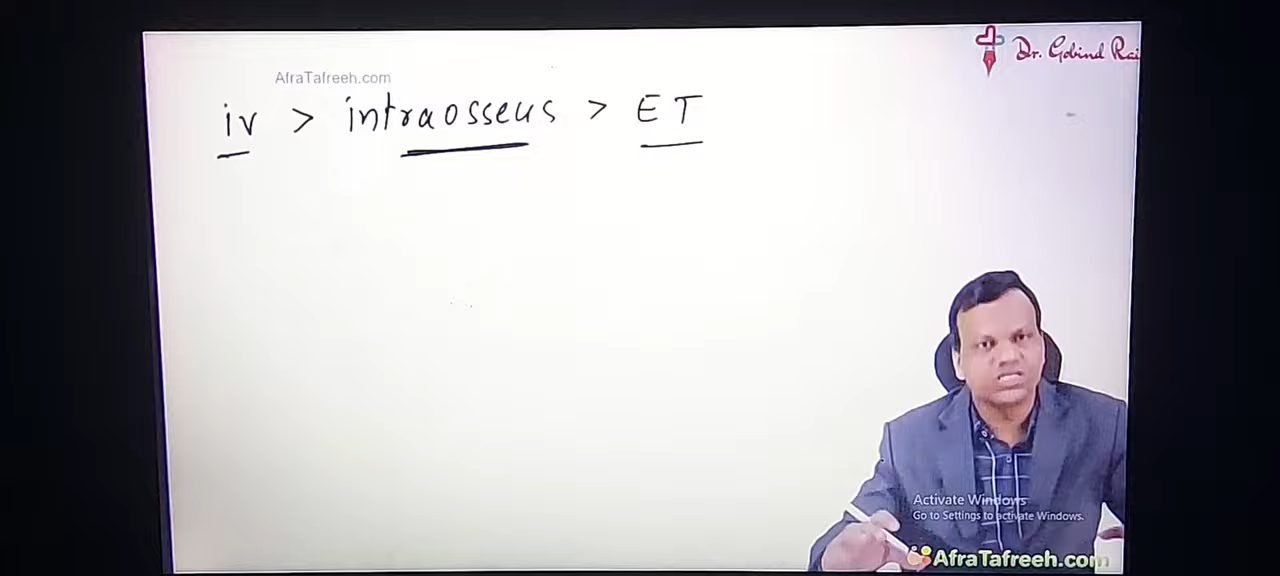 Dr. Gobind Rai
AfraTafreeh.com
iv > intraosseus > ET
Activate Windows
Go to Settings to activate Windows.
AfraTafreeh.com